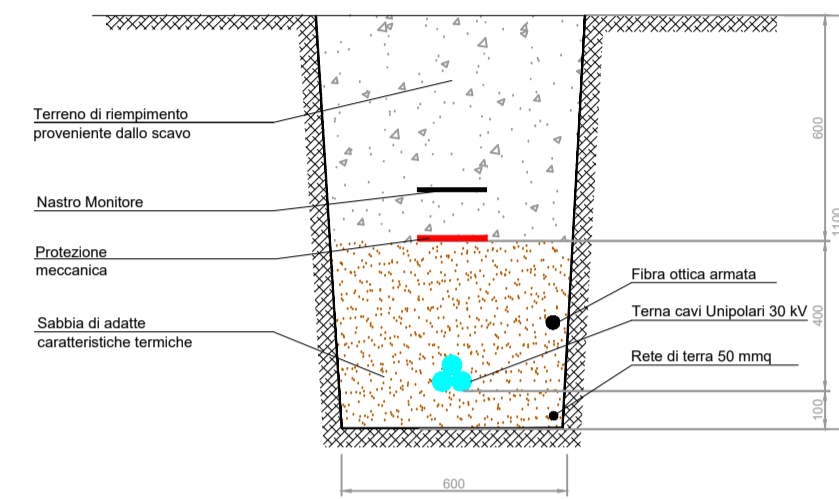 Terreno di riempimento
proveniente dallo scavo
Nastro Monitore
Protezione
meccanica
Sabbia di adatte
caratteristiche termiche
Fibra ottica armata
Terna cavi Unipolari 30 kV
Rete di terra 50 mmq
600
1100
400
100
600